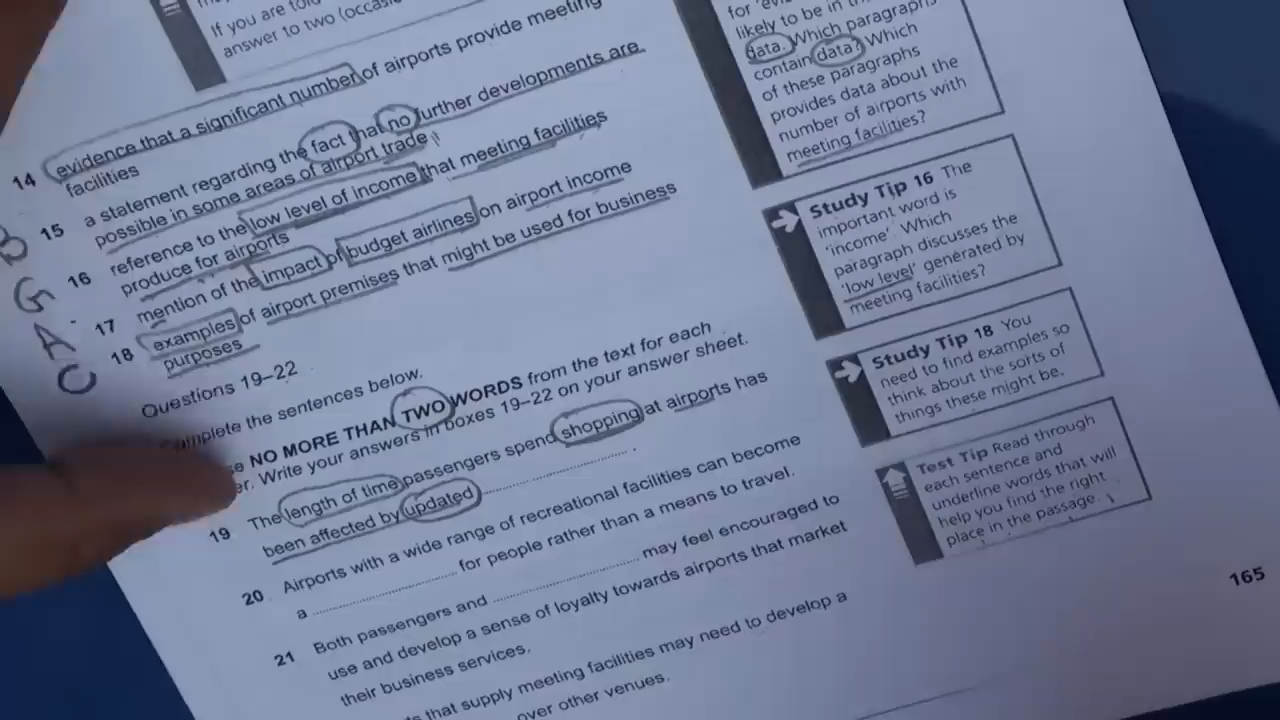 If you are told
answer to two (occasi
14 evidence that a significant number of airports provide meeting
facilities
15 a statement regarding the fact that no further developments are
possible in some areas of airport trade
16 reference to the low level of income that meeting facilities
produce for airports
17 mention of the impact of budget airlines on airport income
18 examples of airport premises that might be used for business
purposes
G
A
Questions 19–22
Complete the sentences below.
NO MORE THAN TWO WORDS from the text for each
er. Write your answers in boxes 19–22 on your answer sheet.
19 The length of time passengers spend shopping at airports has
been affected by updated .
20 Airports with a wide range of recreational facilities can become
a for people rather than a means to travel.
21 Both passengers and may feel encouraged to
use and develop a sense of loyalty towards airports that market
their business services.
that supply meeting facilities may need to develop a
over other venues.
likely to be in
data. Which paragraphs
contain data? Which
of these paragraphs
provides data about the
number of airports with
meeting facilities?
Study Tip 16 The
important word is
'income'. Which
paragraph discusses the
'low level' generated by
meeting facilities?
Study Tip 18 You
need to find examples so
think about the sorts of
things these might be.
Test Tip Read through
each sentence and
underline words that will
help you find the right
place in the passage.
165